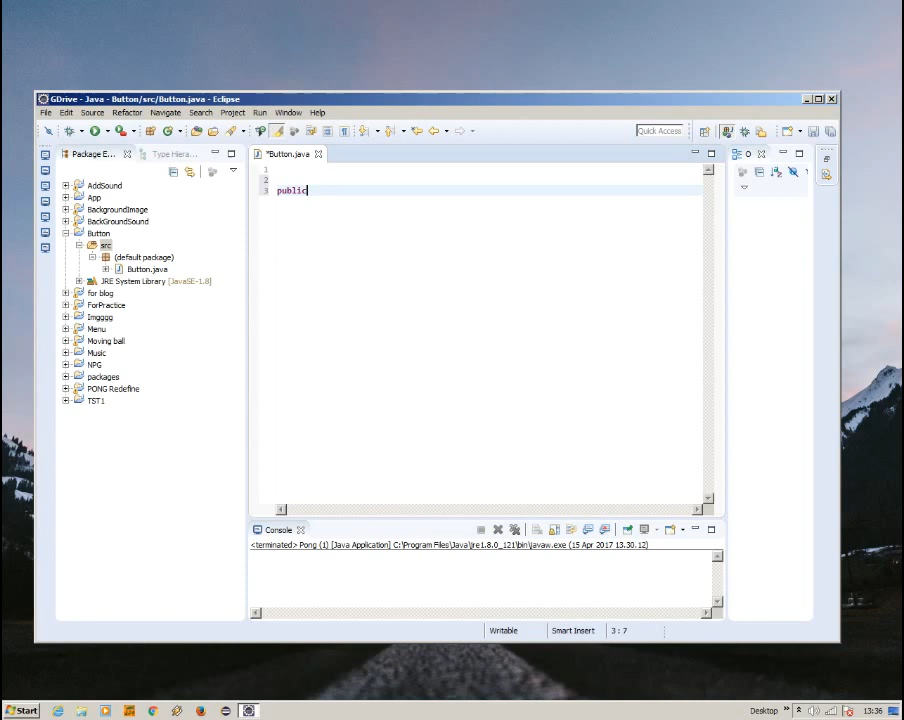 GDrive - Java - Button/src/Button.java - Eclipse
File Edit Source Refactor Navigate Search Project Run Window Help
Quick Access
Package E... Type Hiera... *Button.java O
1
2
3 public
AddSound
App
BackgroundImage
BackGroundSound
Button
src
(default package)
Button.java
JRE System Library [JavaSE-1.8]
for blog
ForPractice
Imgggg
Menu
Moving ball
Music
NPG
packages
PONG Redefine
TST1
Console
<terminated> Pong (1) [Java Application] C:\Program Files\Java\jre1.8.0_121\bin\javaw.exe (15 Apr 2017 13.30.12)
Writable Smart Insert 3 : 7
Start Desktop 13:36